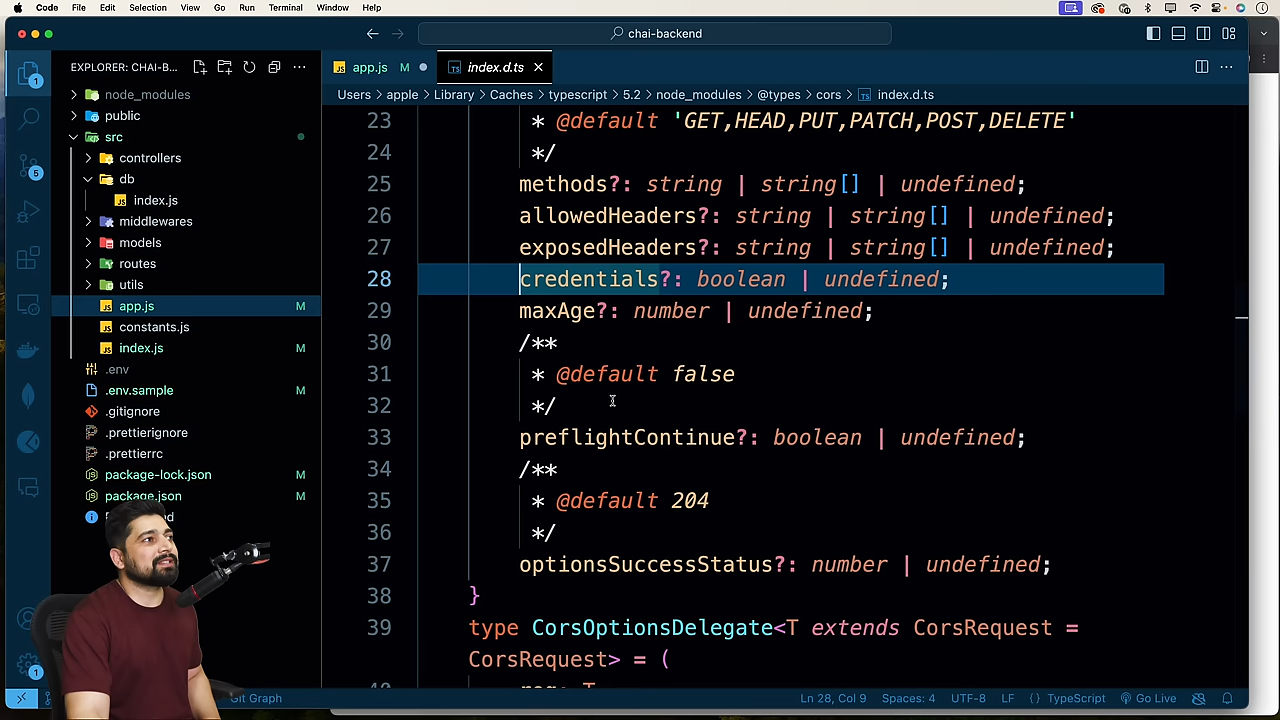 Code File Edit Selection View Go Run Terminal Window Help
chai-backend
EXPLORER: CHAI-B...
app.js M
TS index.d.ts
Users > apple > Library > Caches > typescript > 5.2 > node_modules > @types > cors > TS index.d.ts
node_modules
public
src
controllers
db
JS index.js
middlewares
models
routes
utils
JS app.js M
JS constants.js
JS index.js M
.env
.env.sample M
.gitignore
.prettierignore
.prettierrc
package-lock.json M
package.json M
23 * @default 'GET,HEAD,PUT,PATCH,POST,DELETE'
24 */
25 methods?: string | string[] | undefined;
26 allowedHeaders?: string | string[] | undefined;
27 exposedHeaders?: string | string[] | undefined;
28 credentials?: boolean | undefined;
29 maxAge?: number | undefined;
30 /**
31 * @default false
32 */
33 preflightContinue?: boolean | undefined;
34 /**
35 * @default 204
36 */
37 optionsSuccessStatus?: number | undefined;
38 }
39 type CorsOptionsDelegate<T extends CorsRequest =
CorsRequest> = (
Git Graph
Ln 28, Col 9 Spaces: 4 UTF-8 LF {} TypeScript Go Live